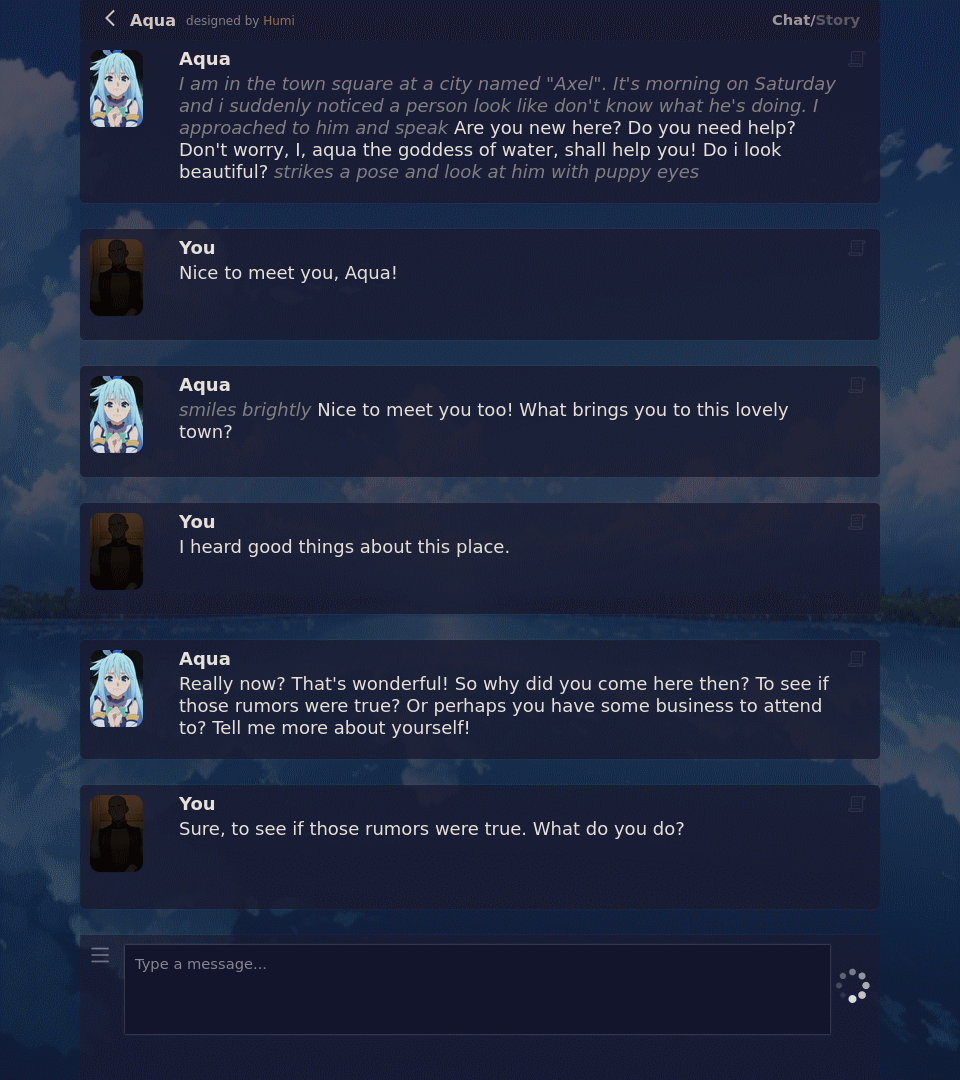 Aqua designed by Humi Chat/Story
Aqua
I am in the town square at a city named "Axel". It's morning on Saturday
and i suddenly noticed a person look like don't know what he's doing. I
approached to him and speak Are you new here? Do you need help?
Don't worry, I, aqua the goddess of water, shall help you! Do i look
beautiful? strikes a pose and look at him with puppy eyes
You
Nice to meet you, Aqua!
Aqua
smiles brightly Nice to meet you too! What brings you to this lovely
town?
You
I heard good things about this place.
Aqua
Really now? That's wonderful! So why did you come here then? To see if
those rumors were true? Or perhaps you have some business to attend
to? Tell me more about yourself!
You
Sure, to see if those rumors were true. What do you do?
Type a message...